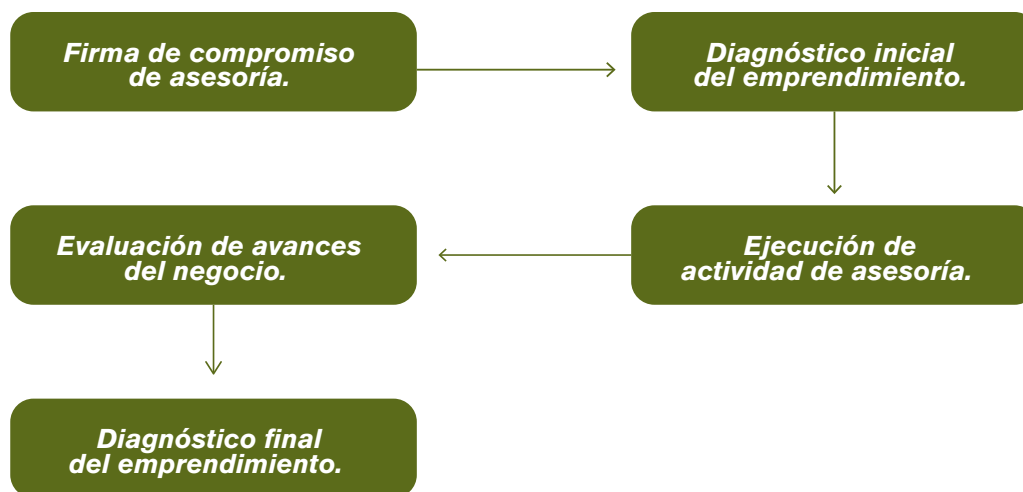 Firma de compromiso
de asesoría.
Diagnóstico inicial
del emprendimiento.
Ejecución de
actividad de asesoría.
Evaluación de avances
del negocio.
Diagnóstico final
del emprendimiento.